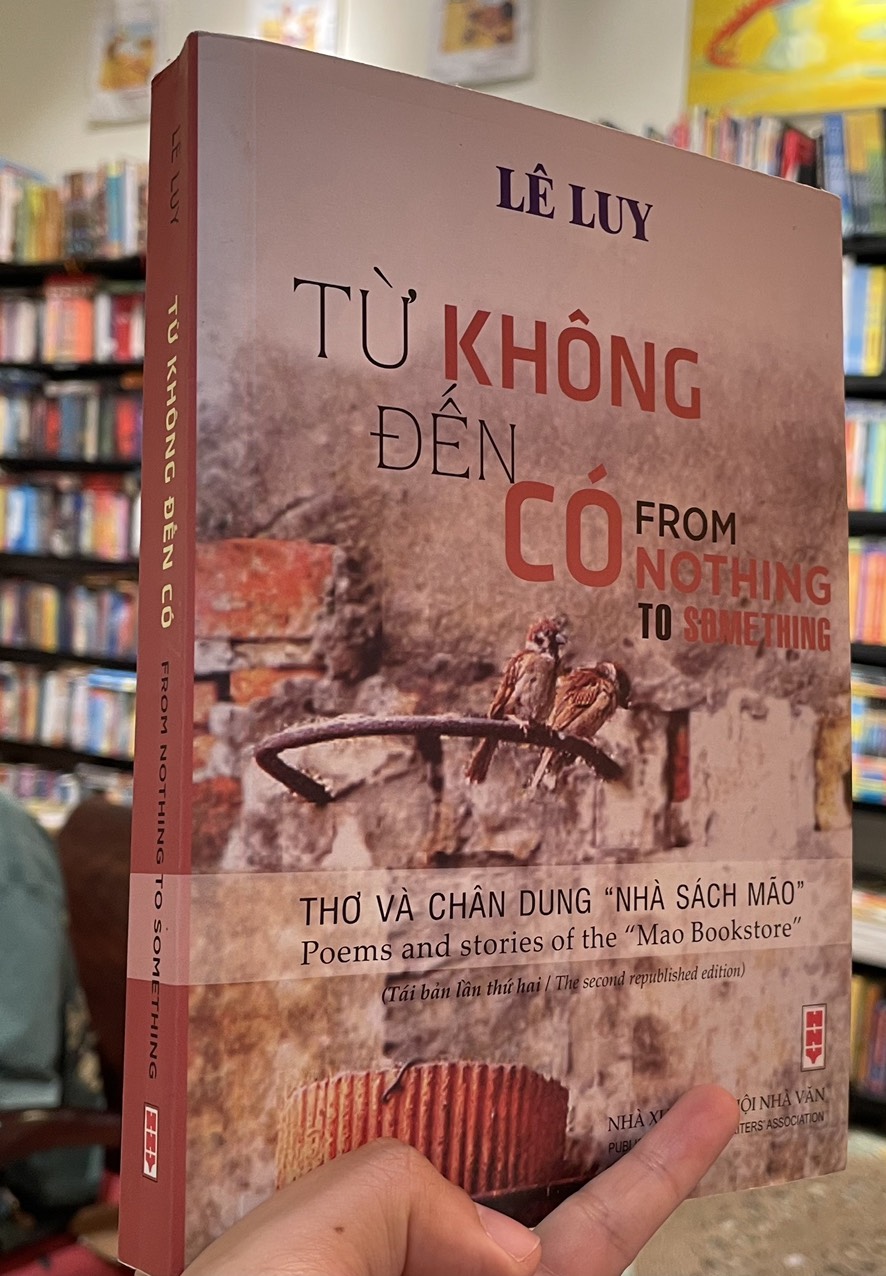 LÊ LUY
TỪ KHÔNG
ĐẾN
CÓ
FROM
NOTHING
TO SOMETHING
THƠ VÀ CHÂN DUNG “NHÀ SÁCH MÃO”
Poems and stories of the “Mao Bookstore”
(Tái bản lần thứ hai / The second republished edition)
HNV
NHÀ NHÀ VĂN
ASSOCIATION
LÊ LUY
TỪ KHÔNG ĐẾN CÓ
FROM NOTHING TO SOMETHING
HNV